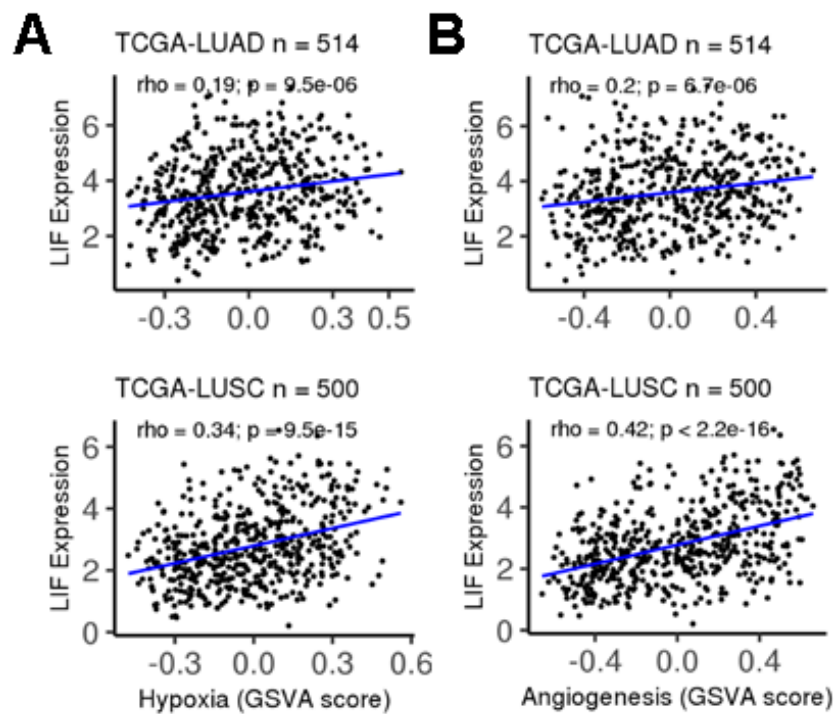 A
TCGA-LUAD n = 514
rho = 0.19; p = 9.5e-06
LIF Expression
6
4
2
-0.3 0.0 0.3 0.5
B
TCGA-LUAD n = 514
rho = 0.2; p = 6.7e-06
LIF Expression
6
4
2
-0.4 0.0 0.4
TCGA-LUSC n = 500
rho = 0.34; p = 9.5e-15
LIF Expression
6
4
2
0
-0.3 0.0 0.3 0.6
Hypoxia (GSVA score)
TCGA-LUSC n = 500
rho = 0.42; p < 2.2e-16
LIF Expression
6
4
2
0
-0.4 0.0 0.4
Angiogenesis (GSVA score)